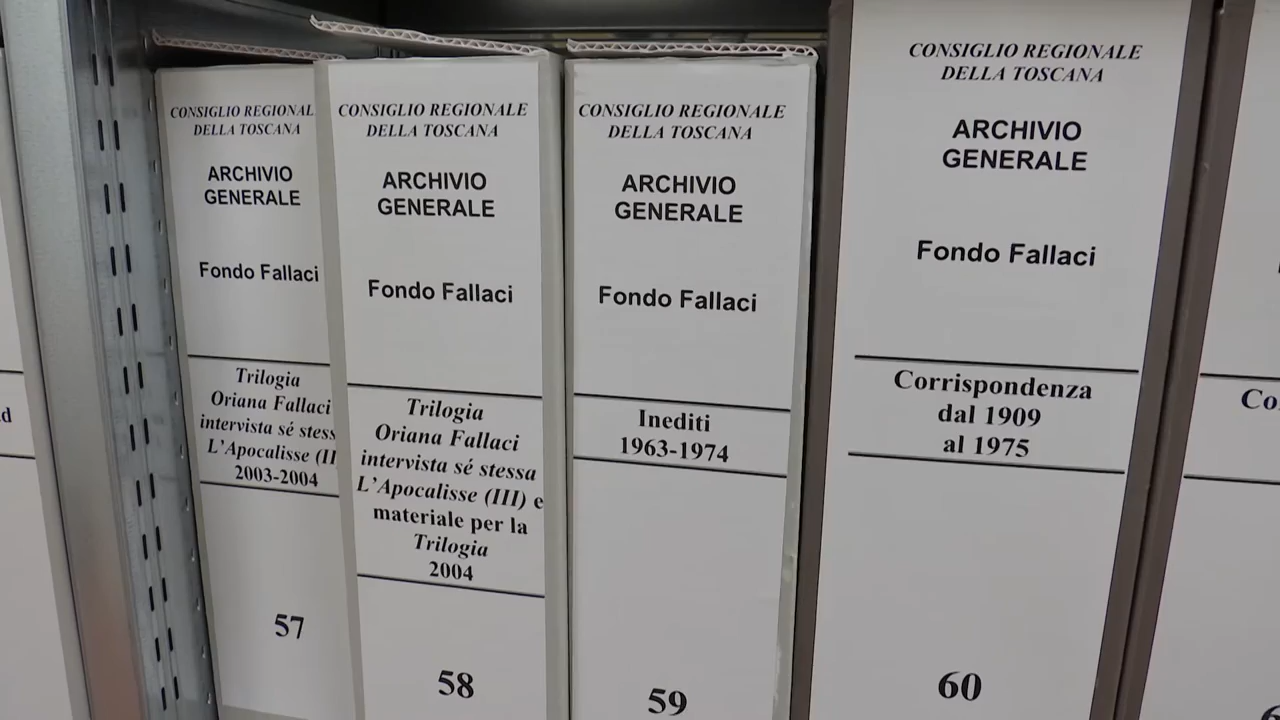 CONSIGLIO REGIONAL
DELLA TOSCANA
ARCHIVIO
GENERALE
Fondo Fallaci
Trilogia
Oriana Fallaci
intervista sé stess
L'Apocalisse (II
2003-2004
57
CONSIGLIO REGIONALE
DELLA TOSCANA
ARCHIVIO
GENERALE
Fondo Fallaci
Trilogia
Oriana Fallaci
intervista sé stessa
L'Apocalisse (III) e
materiale per la
Trilogia
2004
58
CONSIGLIO REGIONALE
DELLA TOSCANA
ARCHIVIO
GENERALE
Fondo Fallaci
Inediti
1963-1974
59
CONSIGLIO REGIONALE
DELLA TOSCANA
ARCHIVIO
GENERALE
Fondo Fallaci
Corrispondenza
dal 1909
al 1975
60